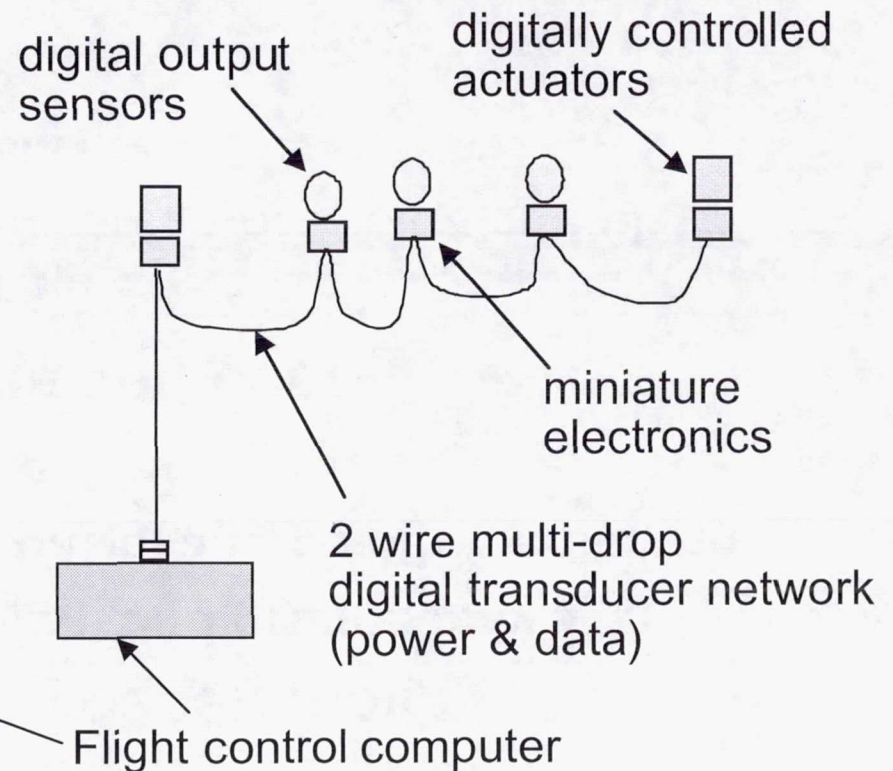 digital output
sensors
digitally controlled
actuators
miniature
electronics
2 wire multi-drop
digital transducer network
(power & data)
Flight control computer